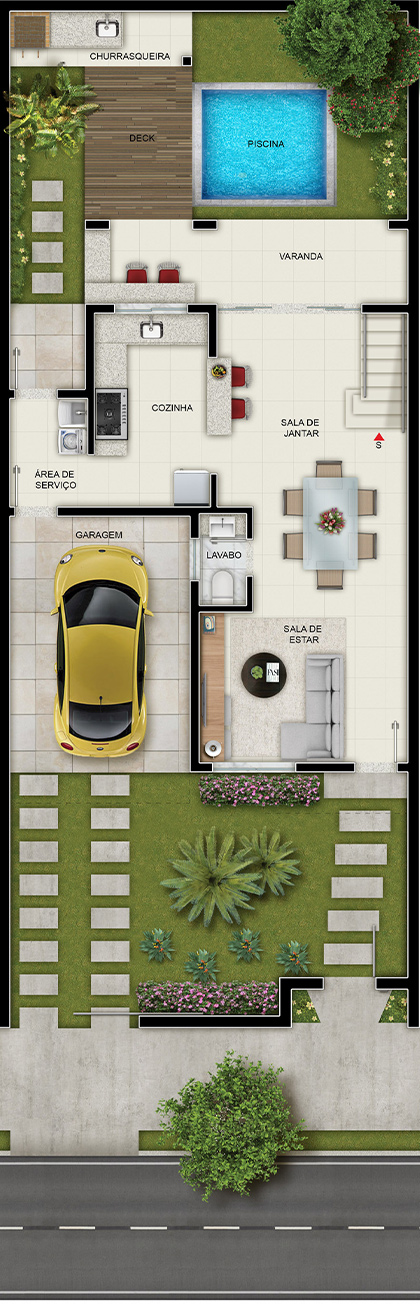 CHURRASQUEIRA
DECK
PISCINA
VARANDA
COZINHA
SALA DE
JANTAR
S
ÁREA DE
SERVIÇO
GARAGEM
LAVABO
SALA DE
ESTAR